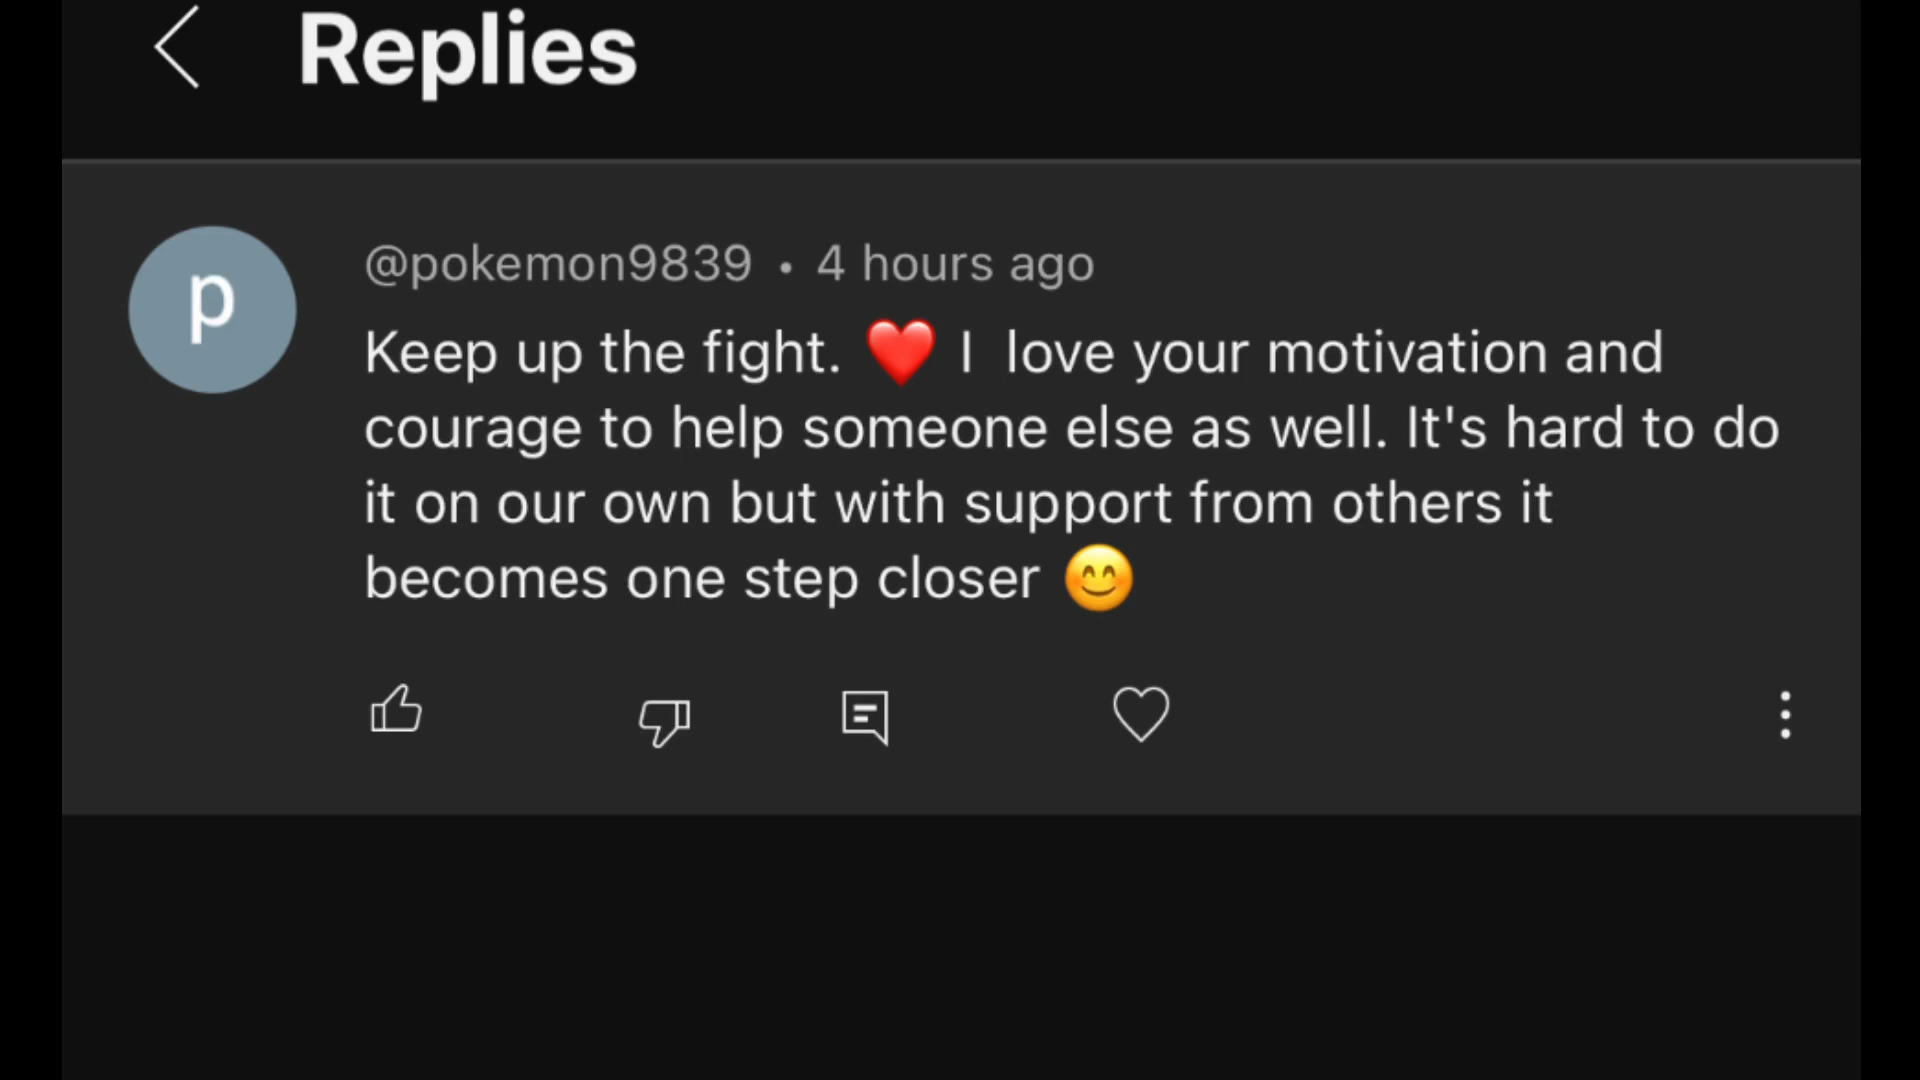 Replies
p
@pokemon9839 • 4 hours ago
Keep up the fight. ❤️ I  love your motivation and
courage to help someone else as well. It's hard to do
it on our own but with support from others it
becomes one step closer 😊